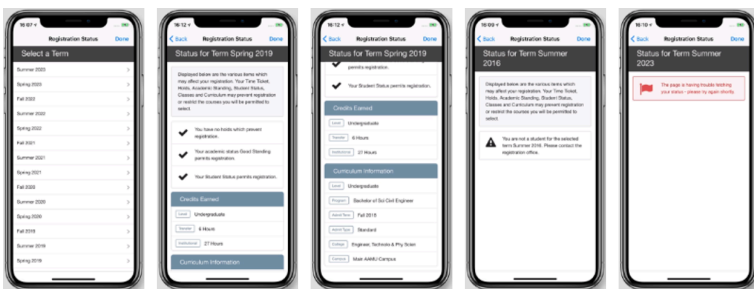 16:07
Registration Status Done
Select a Term
Summer 2023
Spring 2023
Fall 2022
Summer 2022
Spring 2022
Fall 2021
Summer 2021
Spring 2021
Fall 2020
Summer 2020
Spring 2020
Fall 2019
Summer 2019
Spring 2019
16:12
Back Registration Status Done
Status for Term Spring 2019
Displayed below are the various items which
may affect your registration. Your Time Ticket,
Holds, Academic Standing, Student Status,
Classes and Curriculum may prevent registration
or restrict the courses you will be permitted to
select.
You have no holds which prevent
registration.
Your academic status Good Standing
permits registration.
Your Student Status permits registration.
Credits Earned
Level Undergraduate
Transfer 6 Hours
Institutional 27 Hours
Curriculum Information
16:12
Back Registration Status Done
Status for Term Spring 2019
permits registration.
Your Student Status permits registration.
Credits Earned
Level Undergraduate
Transfer 6 Hours
Institutional 27 Hours
Curriculum Information
Level Undergraduate
Program Bachelor of Sci Civil Engineer
Admit Term Fall 2018
Admit Type Standard
College Engineer, Techno & Phy Scien
Campus Main AAMU Campus
16:09
Back Registration Status Done
Status for Term Summer
2016
Displayed below are the various items which
may affect your registration. Your Time Ticket,
Holds, Academic Standing, Student Status,
Classes and Curriculum may prevent registration
or restrict the courses you will be permitted to
select.
You are not a student for the selected
term Summer 2016. Please contact the
registration office.
16:10
Back Registration Status Done
Status for Term Summer
2023
The page is having trouble fetching
your status - please try again shortly.